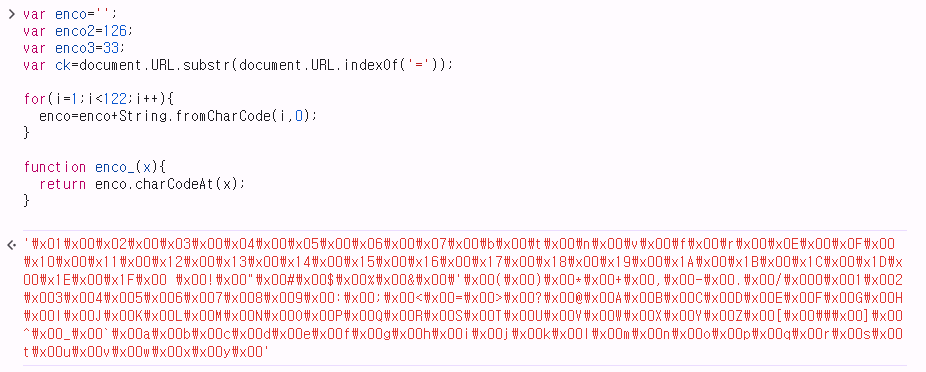 var enco='';
var enco2=126;
var enco3=33;
var ck=document.URL.substr(document.URL.indexOf('='));
for(i=1;i<122;i++){
enco=enco+String.fromCharCode(i,0);
}
function enco_(x){
return enco.charCodeAt(x);
}
'₩x01₩x00₩x02₩x00₩x03₩x00₩x04₩x00₩x05₩x00₩x06₩x00₩x07₩x00₩b₩x00₩t₩x00₩n₩x00₩v₩x00₩f₩x00₩r₩x00₩x0E₩x00₩x0F₩x00
₩x10₩x00₩x11₩x00₩x12₩x00₩x13₩x00₩x14₩x00₩x15₩x00₩x16₩x00₩x17₩x00₩x18₩x00₩x19₩x00₩x1A₩x00₩x1B₩x00₩x1C₩x00₩x1D₩x
00₩x1E₩x00₩x1F₩x00 ₩x00!₩x00"₩x00#₩x00$₩x00%₩x00&₩x00₩'₩x00(₩x00)₩x00*₩x00+₩x00,₩x00-₩x00.₩x00/₩x000₩x001₩x002
₩x003₩x004₩x005₩x006₩x007₩x008₩x009₩x00:₩x00;₩x00<₩x00=₩x00>₩x00?₩x00@₩x00A₩x00B₩x00C₩x00D₩x00E₩x00F₩x00G₩x00H
₩x00I₩x00J₩x00K₩x00L₩x00M₩x00N₩x00O₩x00P₩x00Q₩x00R₩x00S₩x00T₩x00U₩x00V₩x00W₩x00X₩x00Y₩x00Z₩x00[₩x00₩₩₩x00]₩x00
^₩x00_₩x00`₩x00a₩x00b₩x00c₩x00d₩x00e₩x00f₩x00g₩x00h₩x00i₩x00j₩x00k₩x00l₩x00m₩x00n₩x00o₩x00p₩x00q₩x00r₩x00s₩x00
t₩x00u₩x00v₩x00w₩x00x₩x00y₩x00'